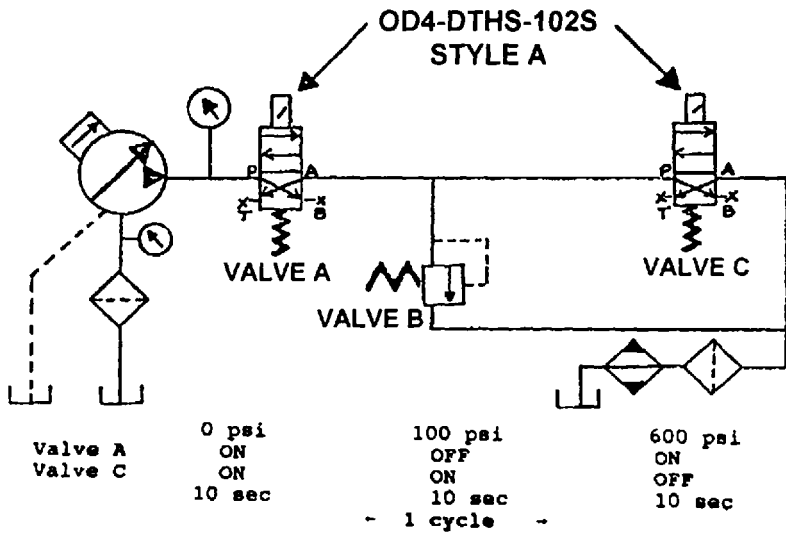 OD4-DTHS-102S
STYLE A
P A
X T B X
VALVE A
P A
X T B X
VALVE C
VALVE B
0 psi 100 psi 600 psi
Valve A ON OFF ON
Valve C ON ON OFF
10 sec 10 sec 10 sec
← 1 cycle →